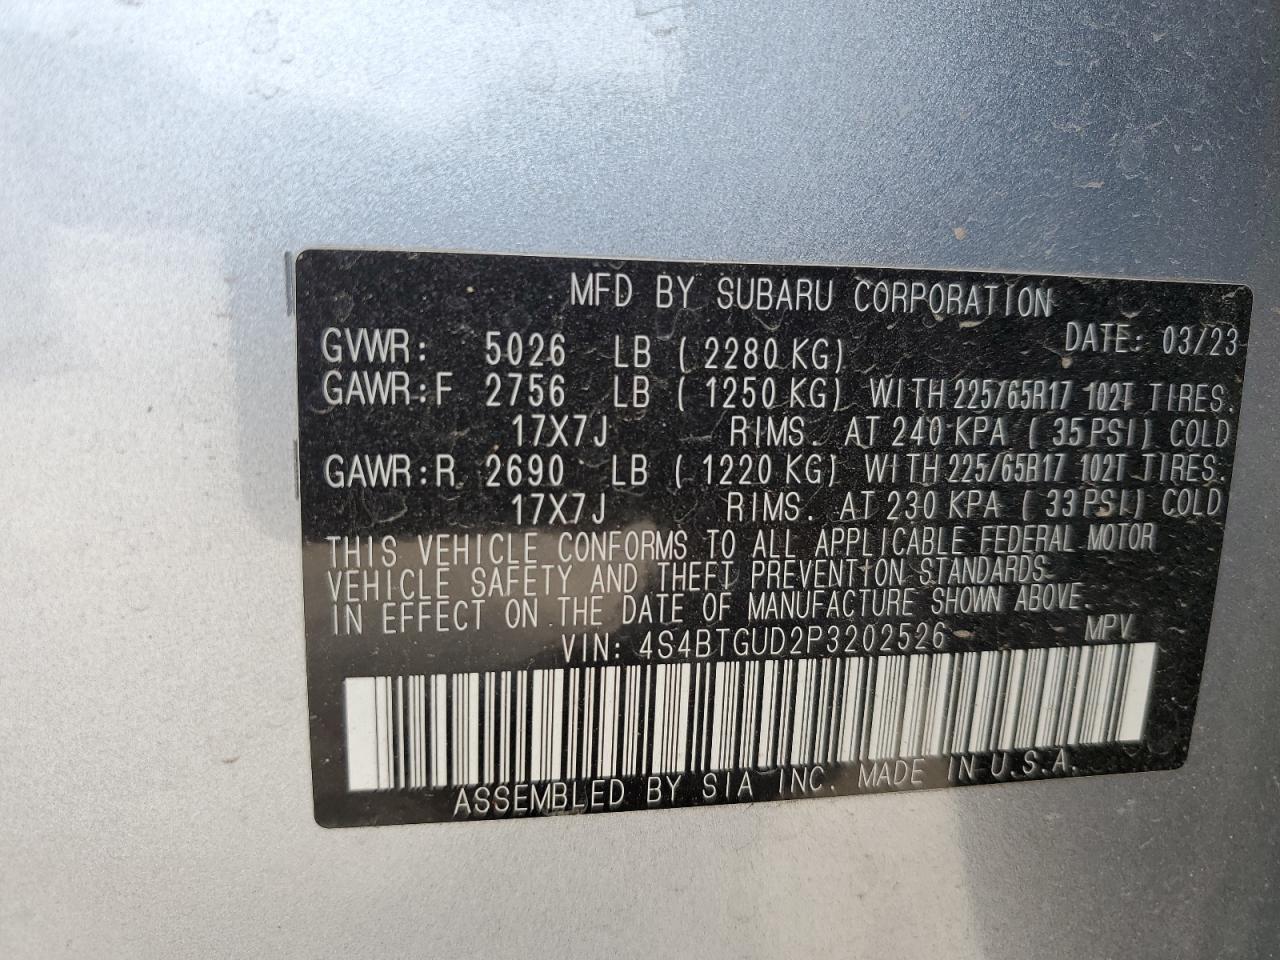 MFD BY SUBARU CORPORATION
DATE: 03/23
GVWR: 5026 LB (2280 KG)
GAWR:F 2756 LB (1250 KG) WITH 225/65R17 102T TIRES.
17X7J RIMS. AT 240 KPA (35 PSI) COLD
GAWR:R 2690 LB (1220 KG) WITH 225/65R17 102T TIRES.
17X7J RIMS. AT 230 KPA (33 PSI) COLD
THIS VEHICLE CONFORMS TO ALL APPLICABLE FEDERAL MOTOR
VEHICLE SAFETY AND THEFT PREVENTION STANDARDS
IN EFFECT ON THE DATE OF MANUFACTURE SHOWN ABOVE.
VIN: 4S4BTGUD2P3202526 MPV
ASSEMBLED BY SIA INC. MADE IN U.S.A.